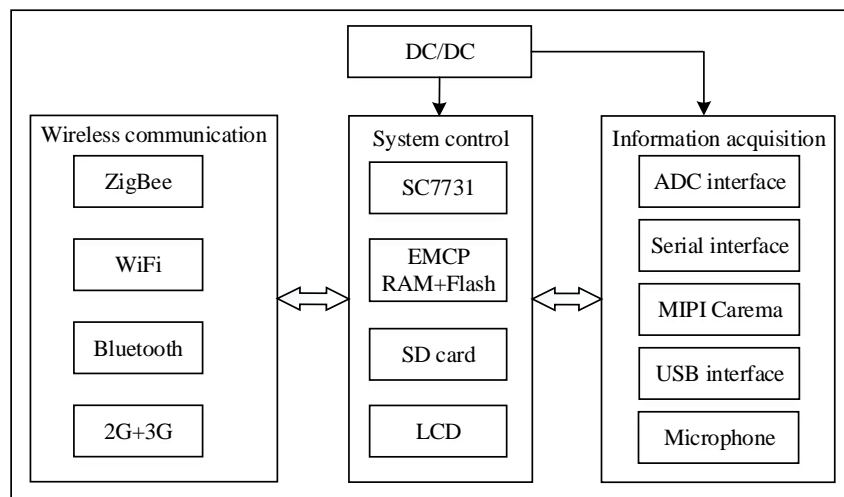 DC/DC
Wireless communication
ZigBee
WiFi
Bluetooth
2G+3G
System control
SC7731
EMCP
RAM+Flash
SD card
LCD
Information acquisition
ADC interface
Serial interface
MIPI Carema
USB interface
Microphone